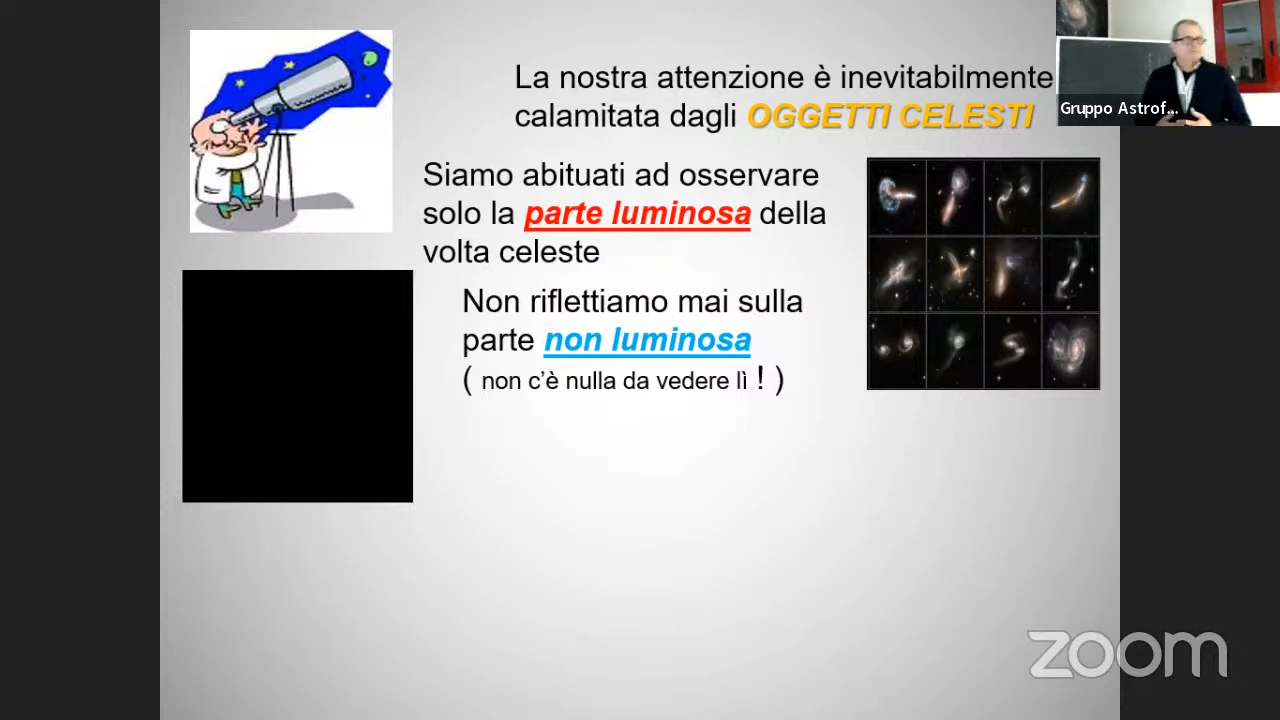 La nostra attenzione è inevitabilmente
calamitata dagli OGGETTI CELESTI
Gruppo Astrof...
Siamo abituati ad osservare
solo la parte luminosa della
volta celeste
Non riflettiamo mai sulla
parte non luminosa
( non c’è nulla da vedere lì ! )
zoom